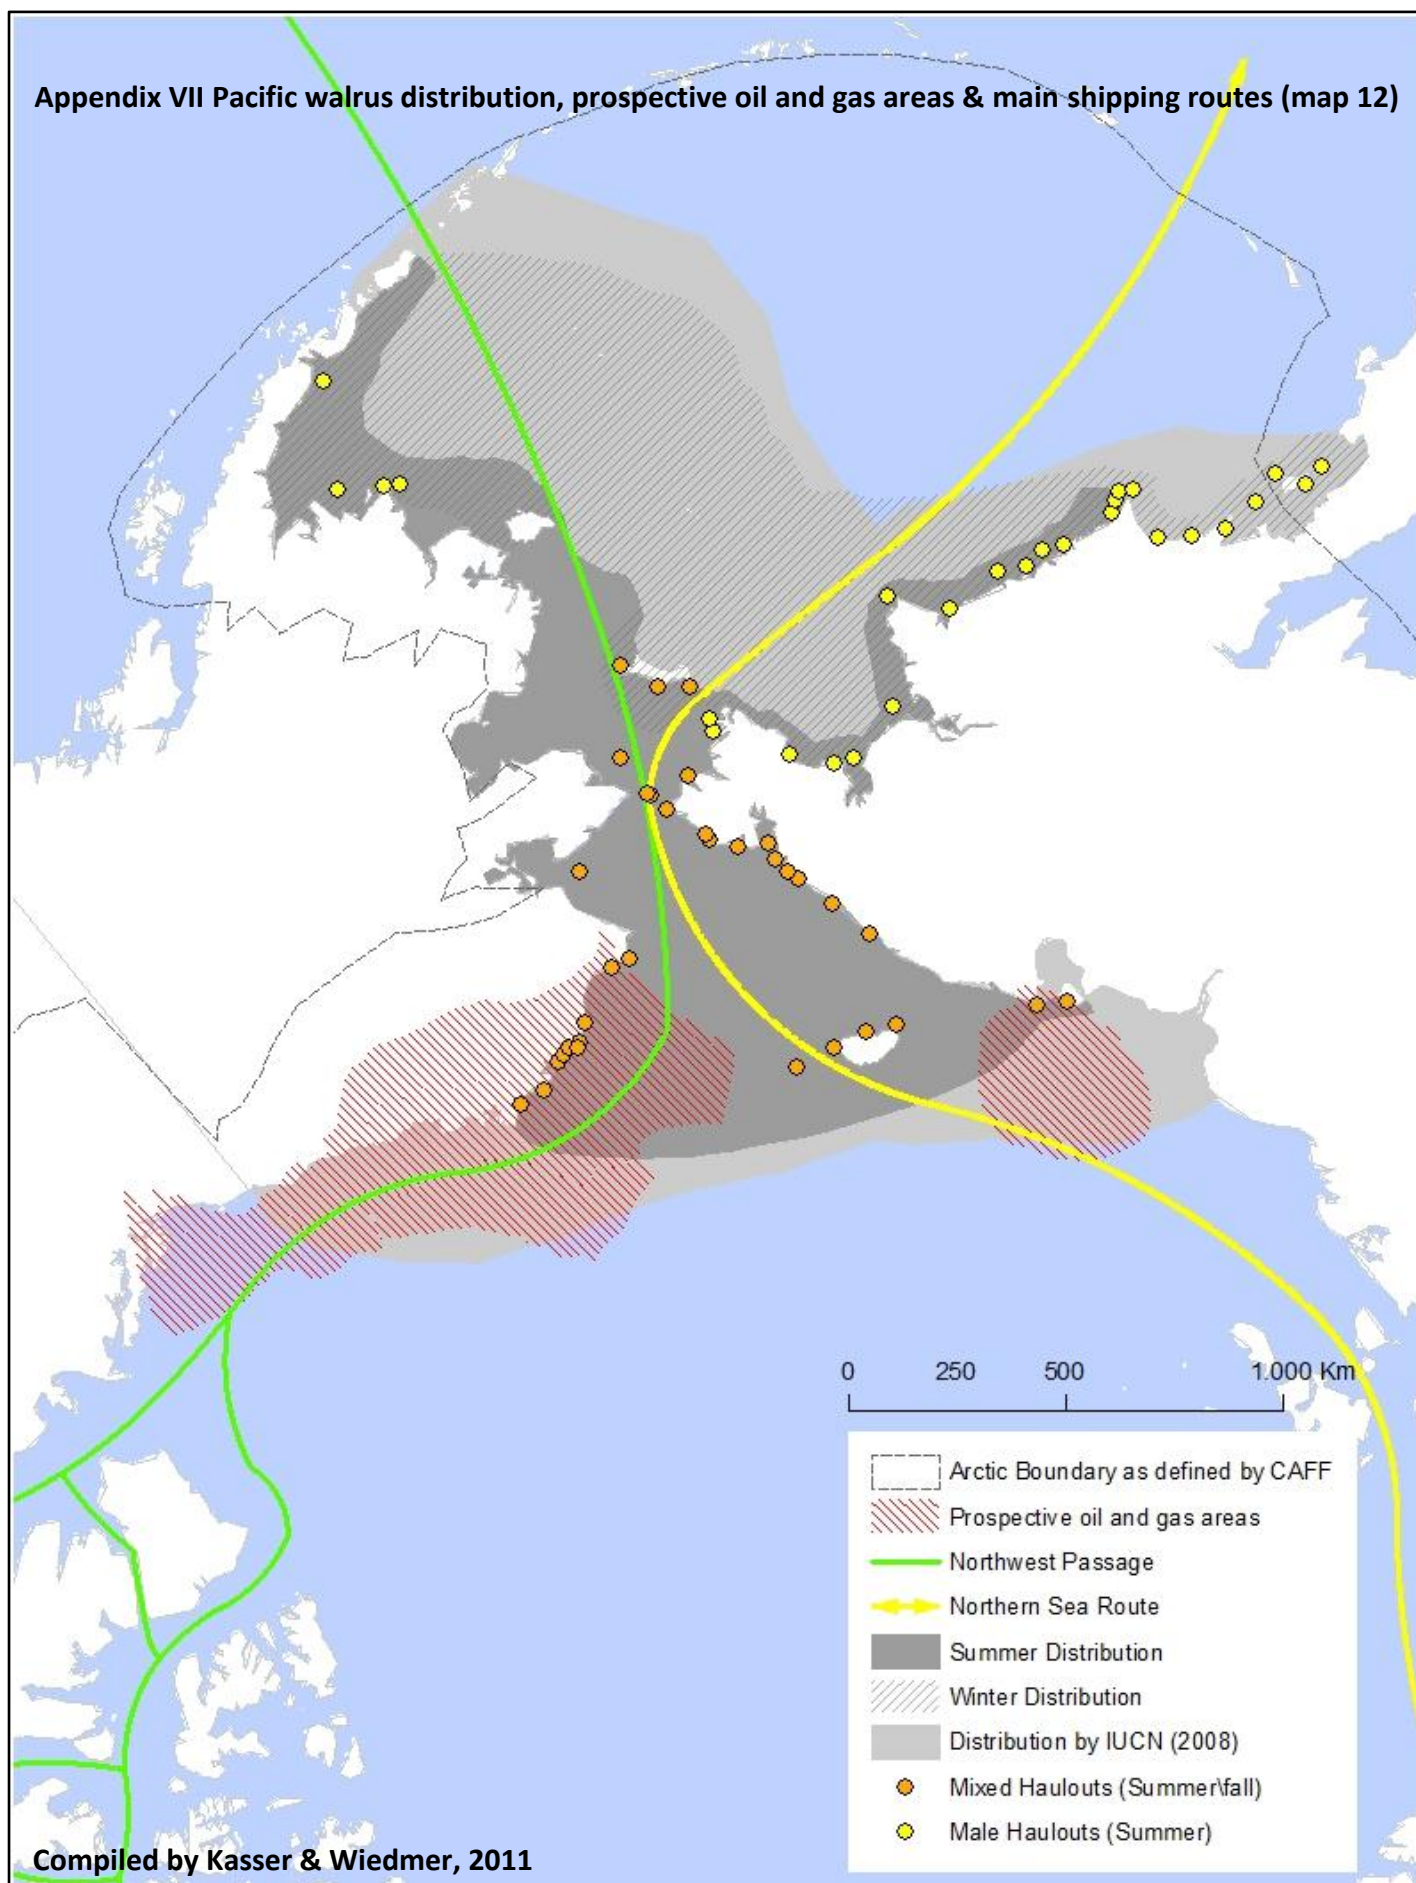 Appendix VII Pacific walrus distribution, prospective oil and gas areas & main shipping routes (map 12)
0 250 500 1.000 Km
Arctic Boundary as defined by CAFF
Prospective oil and gas areas
Northwest Passage
Northern Sea Route
Summer Distribution
Winter Distribution
Distribution by IUCN (2008)
Mixed Haulouts (Summer\fall)
Male Haulouts (Summer)
Compiled by Kasser & Wiedmer, 2011